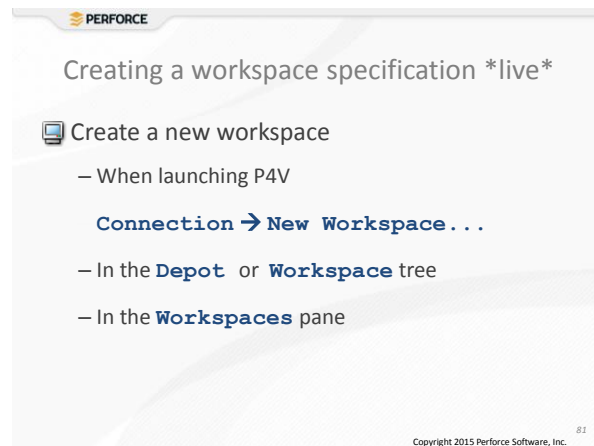 PERFORCE
Creating a workspace specification *live*
Create a new workspace
– When launching P4V
Connection → New Workspace...
– In the Depot or Workspace tree
– In the Workspaces pane
81
Copyright 2015 Perforce Software, Inc.